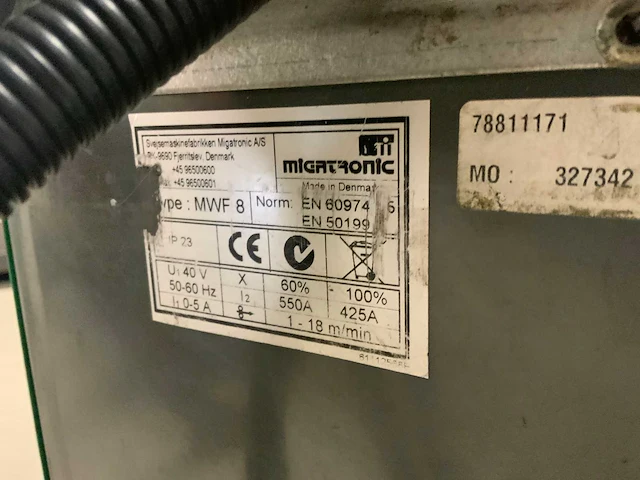 Svejsemaskinefabrikken Migatronic A/S
9690 Fjerritslev, Denmark
+45 96500600
+45 96500601
MIGATRONIC
Made in Denmar
ype : MWF 8
Norm: EN 60974 5
EN 50199
IP 23
CE
U1 40 V
50-60 Hz
I1 0-5 A
X 60% 100%
I2 550A 425A
1 - 18 m/min
78811171
MO : 327342